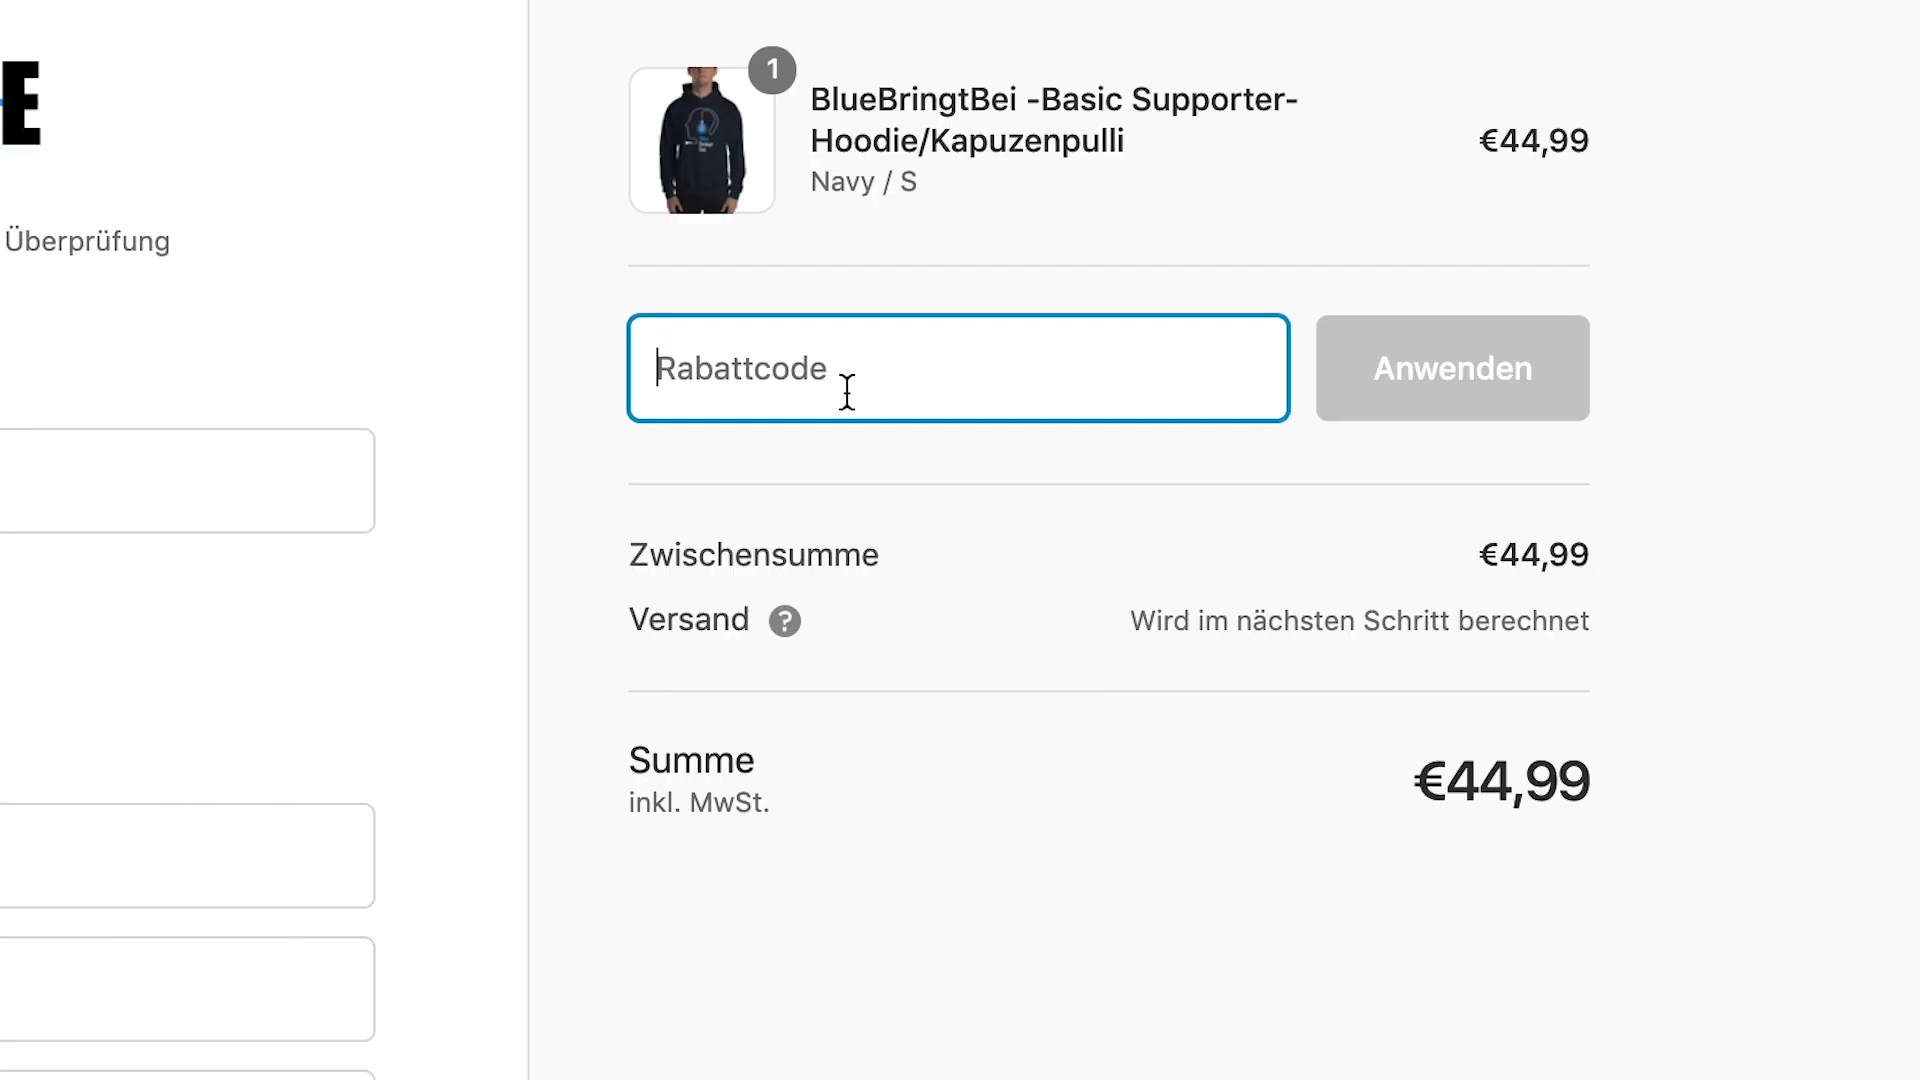 E
Überprüfung
1
BlueBringtBei -Basic Supporter-
Hoodie/Kapuzenpulli
Navy / S
€44,99
Rabattcode
Anwenden
Zwischensumme €44,99
Versand ? Wird im nächsten Schritt berechnet
Summe
inkl. MwSt.
€44,99